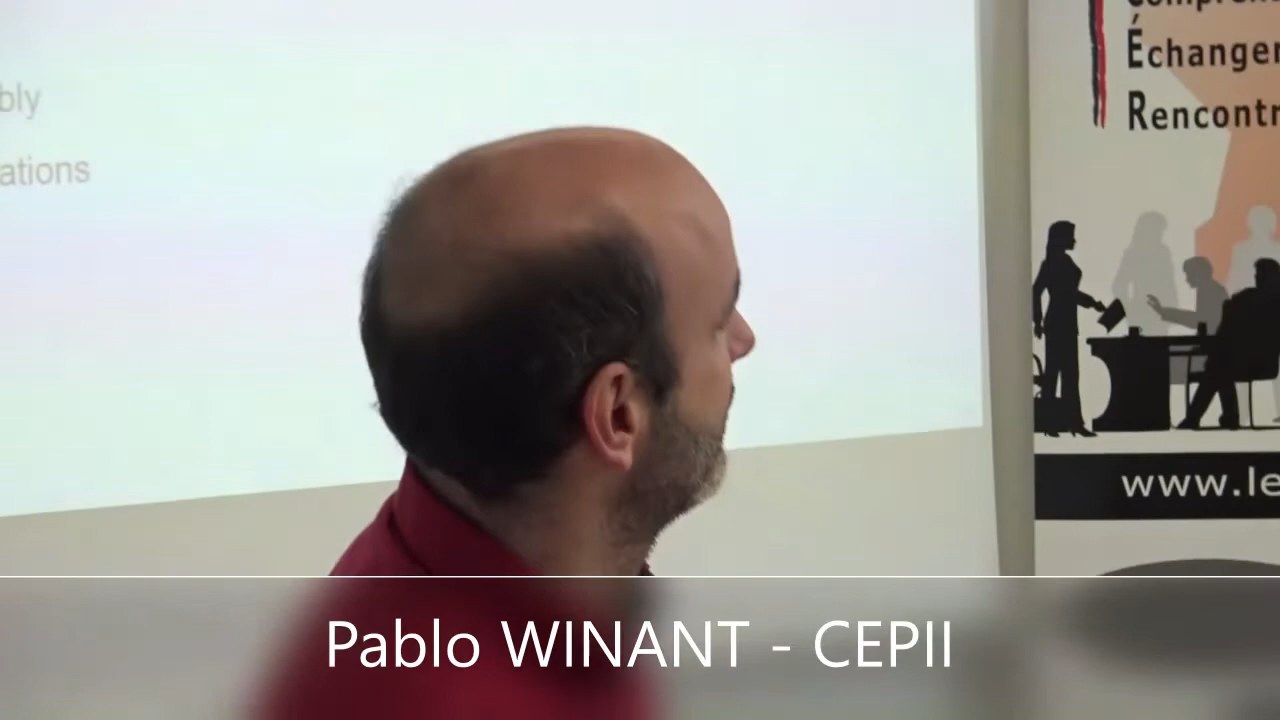 bly
ations
Échanger
Rencontr
www.le
Pablo WINANT - CEPII